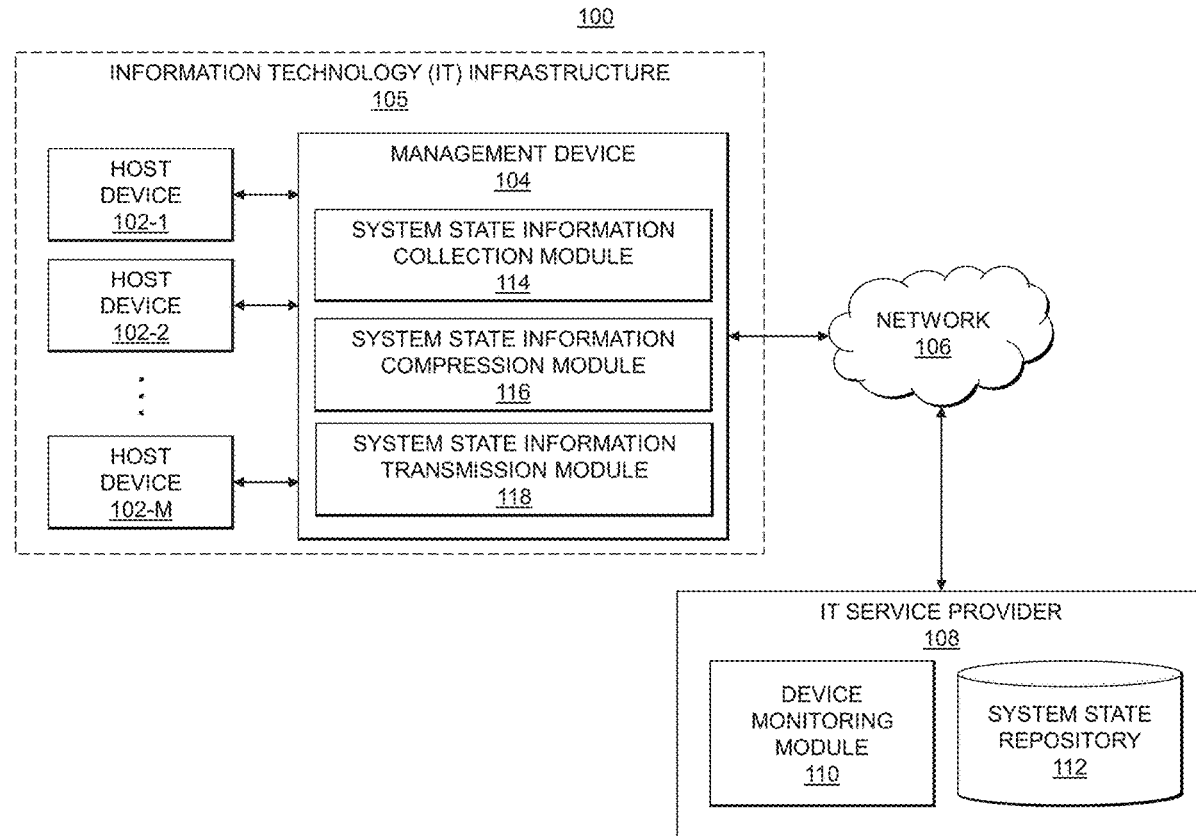 100
INFORMATION TECHNOLOGY (IT) INFRASTRUCTURE
105
HOST
DEVICE
102-1
HOST
DEVICE
102-2
HOST
DEVICE
102-M
MANAGEMENT DEVICE
104
SYSTEM STATE INFORMATION
COLLECTION MODULE
114
SYSTEM STATE INFORMATION
COMPRESSION MODULE
116
SYSTEM STATE INFORMATION
TRANSMISSION MODULE
118
NETWORK
106
IT SERVICE PROVIDER
108
DEVICE
MONITORING
MODULE
110
SYSTEM STATE
REPOSITORY
112